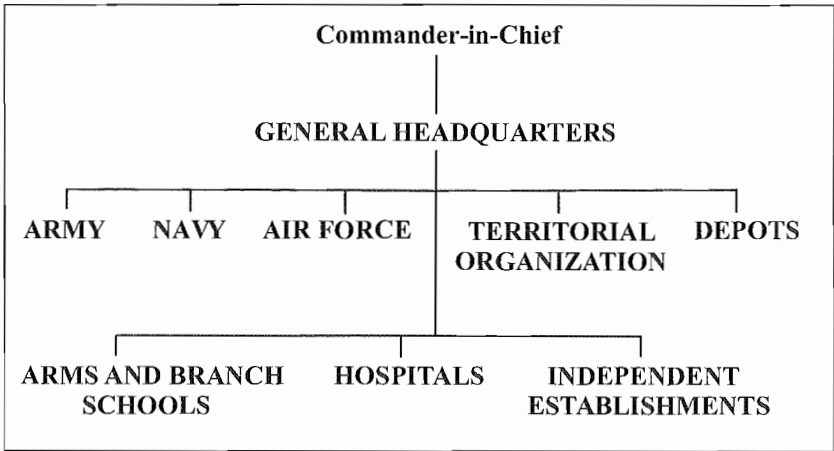 Commander-in-Chief
GENERAL HEADQUARTERS
ARMY NAVY AIR FORCE TERRITORIAL ORGANIZATION DEPOTS
ARMS AND BRANCH SCHOOLS HOSPITALS INDEPENDENT ESTABLISHMENTS